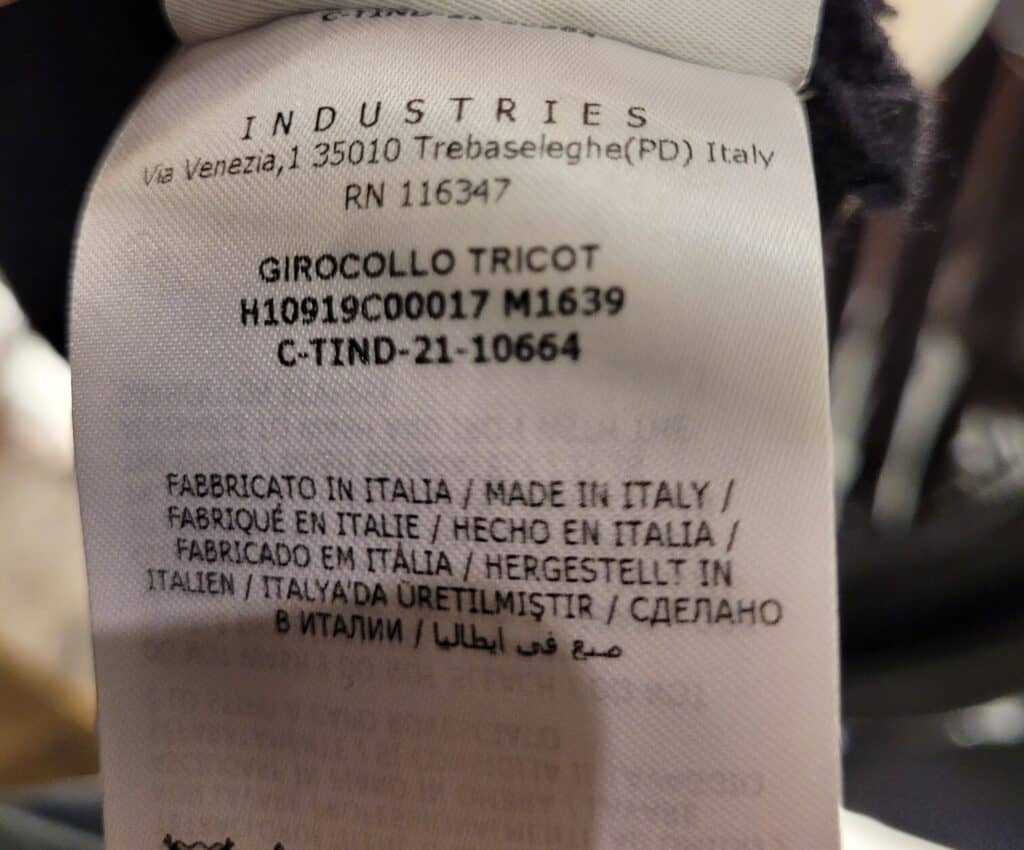 INDUSTRIES
Via Venezia,1 35010 Trebaseleghe(PD) Italy
RN 116347
GIROCOLLO TRICOT
H10919C00017 M1639
C-TIND-21-10664
FABBRICATO IN ITALIA / MADE IN ITALY /
FABRIQUÉ EN ITALIE / HECHO EN ITALIA /
FABRICADO EM ITÁLIA / HERGESTELLT IN
ITALIEN / ITALYA'DA ÜRETILMIŞTIR / СДЕЛАНО
В ИТАЛИИ / صنع في ايطاليا